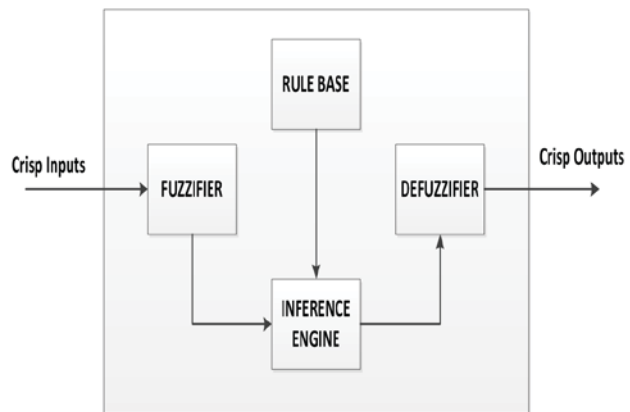 RULE BASE
Crisp Inputs
Crisp Outputs
FUZZIFIER
DEFUZZIFIER
INFERENCE
ENGINE